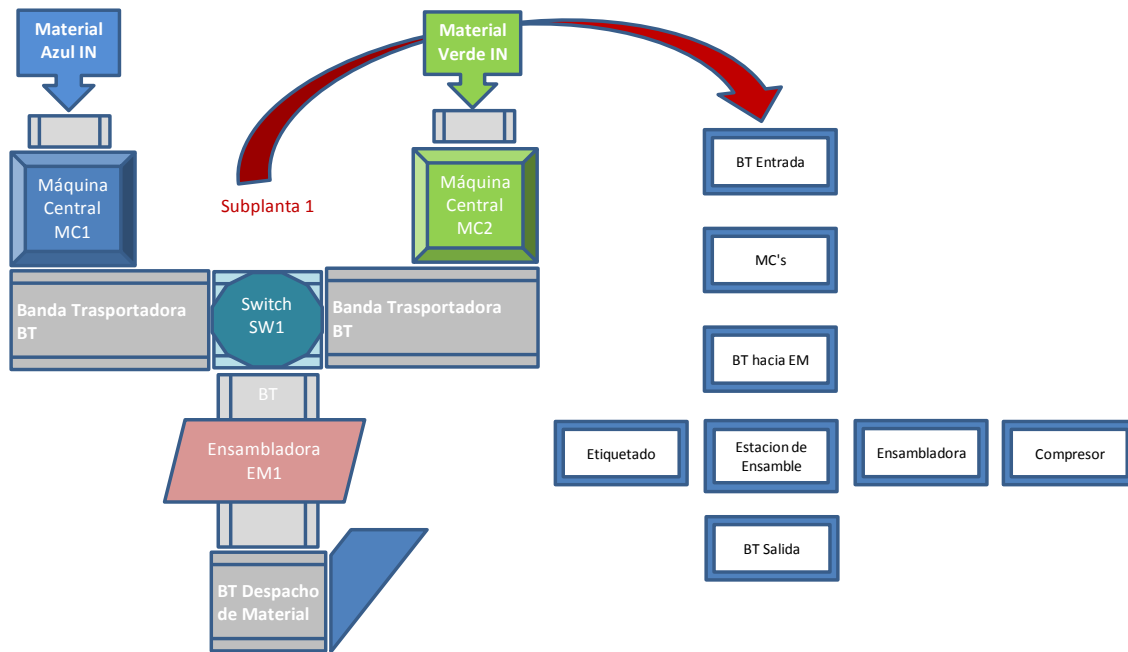 Material
Azul IN
Material
Verde IN
Máquina
Central
MC1
Subplanta 1
Máquina
Central
MC2
Banda Trasportadora
BT
Switch
SW1
Banda Trasportadora
BT
BT
Ensambladora
EM1
BT Despacho
de Material
BT Entrada
MC's
BT hacia EM
Etiquetado
Estacion de
Ensamble
Ensambladora
Compresor
BT Salida